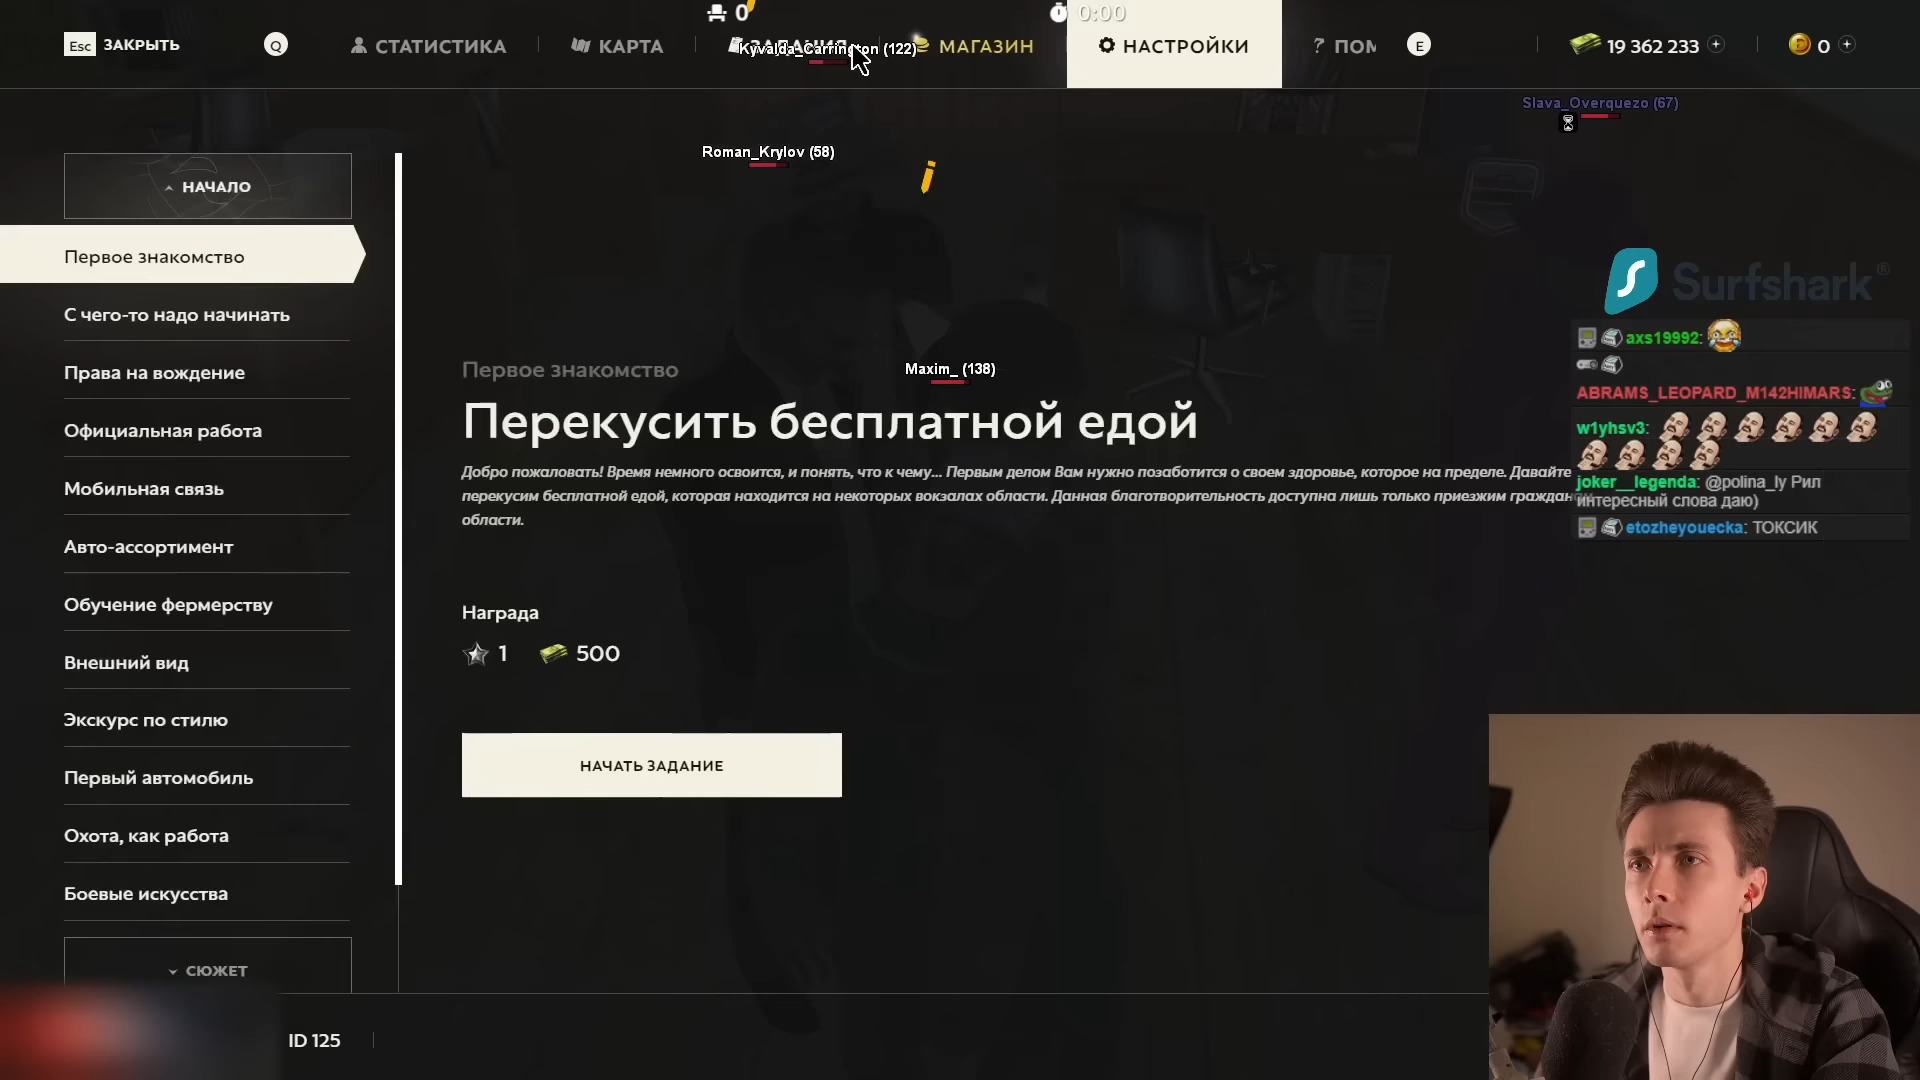 0
0:00
Esc ЗАКРЫТЬ
Q
СТАТИСТИКА
КАРТА
ЗАДАНИЯ
Kyvalda_Carrington (122)
МАГАЗИН
НАСТРОЙКИ
? ПОМ
E
19 362 233
0
Slava_Overquezo (67)
Roman_Krylov (58)
НАЧАЛО
Первое знакомство
С чего-то надо начинать
Права на вождение
Официальная работа
Мобильная связь
Авто-ассортимент
Обучение фермерству
Внешний вид
Экскурс по стилю
Первый автомобиль
Охота, как работа
Боевые искусства
СЮЖЕТ
Первое знакомство
Maxim_ (138)
Перекусить бесплатной едой
Добро пожаловать! Время немного освоится, и понять, что к чему... Первым делом Вам нужно позаботится о своем здоровье, которое на пределе. Давайте
перекусим бесплатной едой, которая находится на некоторых вокзалах области. Данная благотворительность доступна лишь только приезжим граждан
области.
Награда
1
500
НАЧАТЬ ЗАДАНИЕ
Surfshark®
axs19992:
ABRAMS_LEOPARD_M142HIMARS:
w1yhsv3:
joker__legenda: @polina_ly Рил
интересный слова даю)
etozheyouecka: ТОКСИК
ID 125